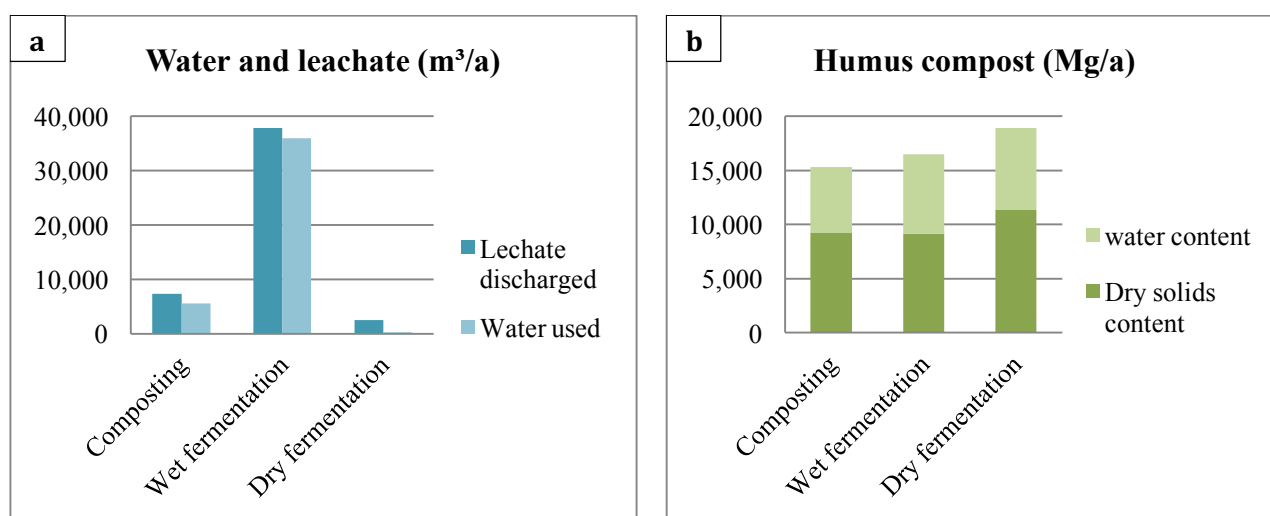 a
Water and leachate (m³/a)
40,000
30,000
20,000
10,000
0
Composting
Wet fermentation
Dry fermentation
Lechate
discharged
Water used
b
Humus compost (Mg/a)
20,000
15,000
10,000
5,000
0
Composting
Wet fermentation
Dry fermentation
water content
Dry solids
content